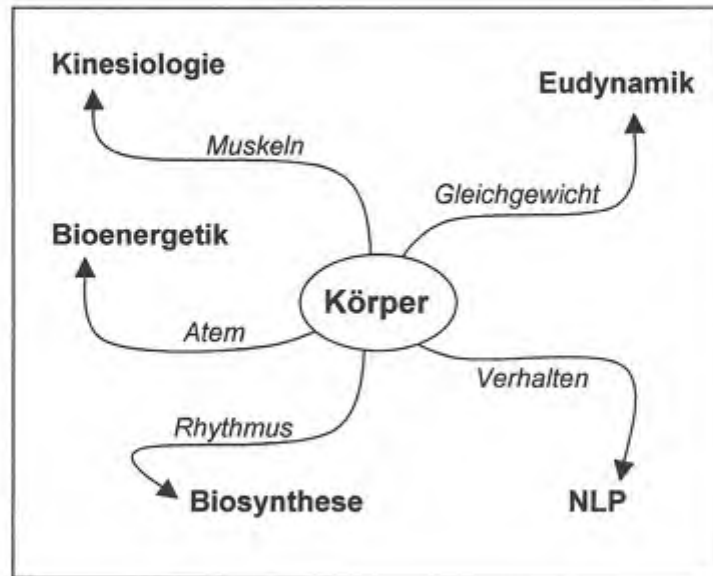 Kinesiologie
Eudynamik
Muskeln
Gleichgewicht
Bioenergetik
Körper
Atem
Verhalten
Rhythmus
Biosynthese
NLP